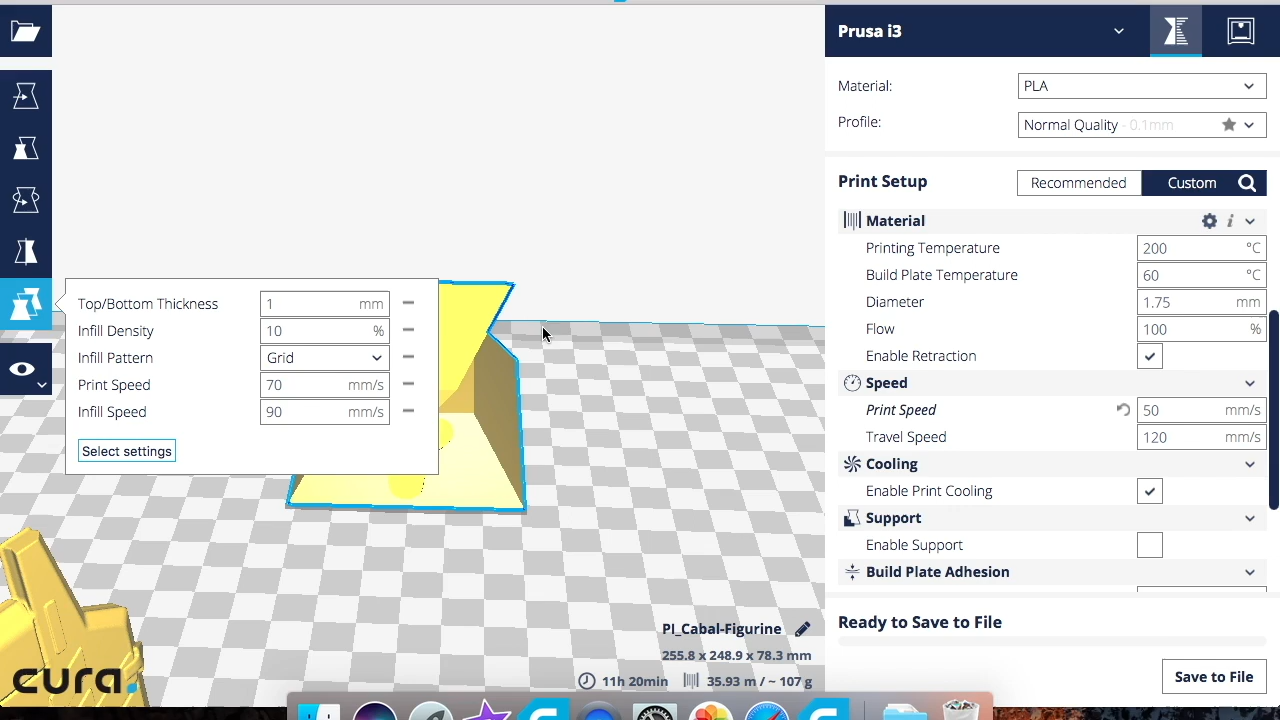 Prusa i3
Material:
PLA
Profile:
Normal Quality - 0.1mm
Print Setup
Recommended
Custom
Material
Printing Temperature
200 °C
Build Plate Temperature
60 °C
Diameter
1.75 mm
Flow
100 %
Enable Retraction
Speed
Print Speed
50 mm/s
Travel Speed
120 mm/s
Cooling
Enable Print Cooling
Support
Enable Support
Build Plate Adhesion
Ready to Save to File
Save to File
Top/Bottom Thickness
1 mm
Infill Density
10 %
Infill Pattern
Grid
Print Speed
70 mm/s
Infill Speed
90 mm/s
Select settings
PI_Cabal-Figurine
255.8 x 248.9 x 78.3 mm
11h 20min
35.93 m / ~ 107 g
cura.